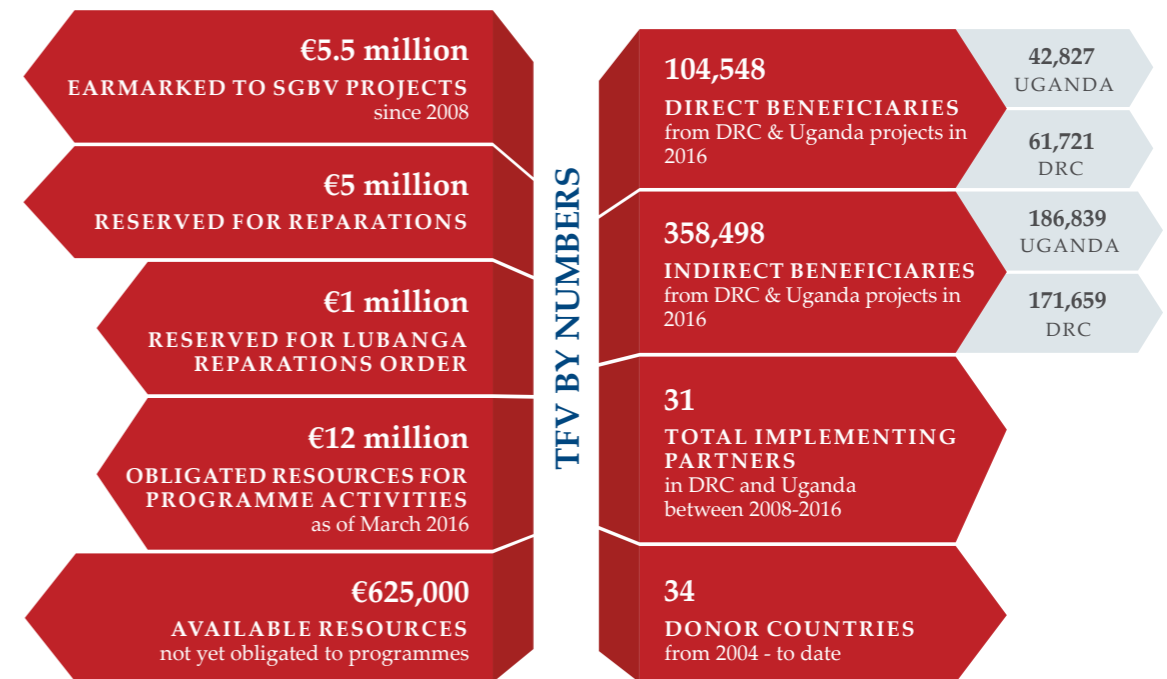 €5.5 million
EARMARKED TO SGBV PROJECTS
since 2008
€5 million
RESERVED FOR REPARATIONS
€1 million
RESERVED FOR LUBANGA
REPARATIONS ORDER
€12 million
OBLIGATED RESOURCES FOR
PROGRAMME ACTIVITIES
as of March 2016
€625,000
AVAILABLE RESOURCES
not yet obligated to programmes
TFV BY NUMBERS
104,548
DIRECT BENEFICIARIES
from DRC & Uganda projects in
2016
42,827
UGANDA
61,721
DRC
358,498
INDIRECT BENEFICIARIES
from DRC & Uganda projects in
2016
186,839
UGANDA
171,659
DRC
31
TOTAL IMPLEMENTING
PARTNERS
in DRC and Uganda
between 2008-2016
34
DONOR COUNTRIES
from 2004 - to date